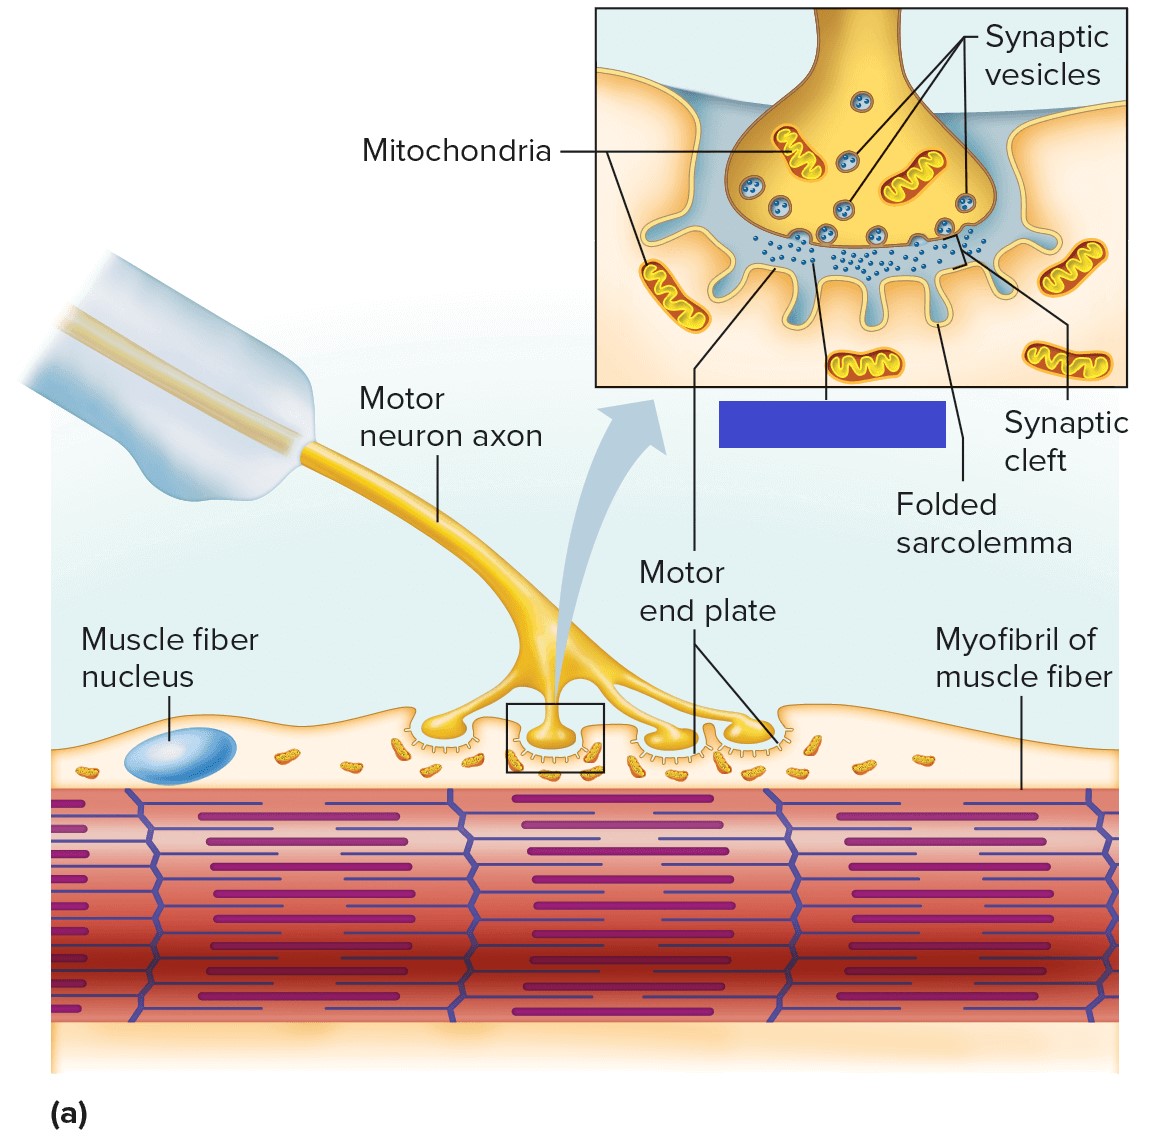 Synaptic
vesicles
Mitochondria
Motor
neuron axon
Synaptic
cleft
Folded
sarcolemma
Motor
end plate
Muscle fiber
nucleus
Myofibril of
muscle fiber
(a)